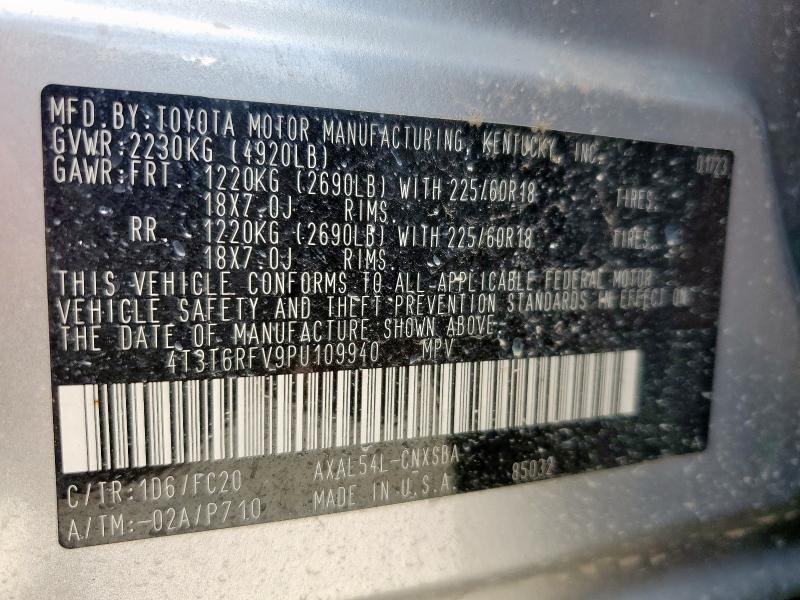 MFD.BY:TOYOTA MOTOR MANUFACTURING, KENTUCKY, INC. 01/23
GVWR:2230KG (4920LB)
GAWR:FRT. 1220KG (2690LB) WITH 225/60R18 TIRES.
18X7.0J RIMS.
RR. 1220KG (2690LB) WITH 225/60R18 TIRES.
18X7.0J RIMS.
THIS VEHICLE CONFORMS TO ALL APPLICABLE FEDERAL MOTOR
VEHICLE SAFETY AND THEFT PREVENTION STANDARDS IN EFFECT ON
THE DATE OF MANUFACTURE SHOWN ABOVE.
4T3T6RFV9PU109940 MPV
C/TR:1D6/FC20 AXAL54L-CNXSBA 85032
A/TM:-02A/P710 MADE IN U.S.A.